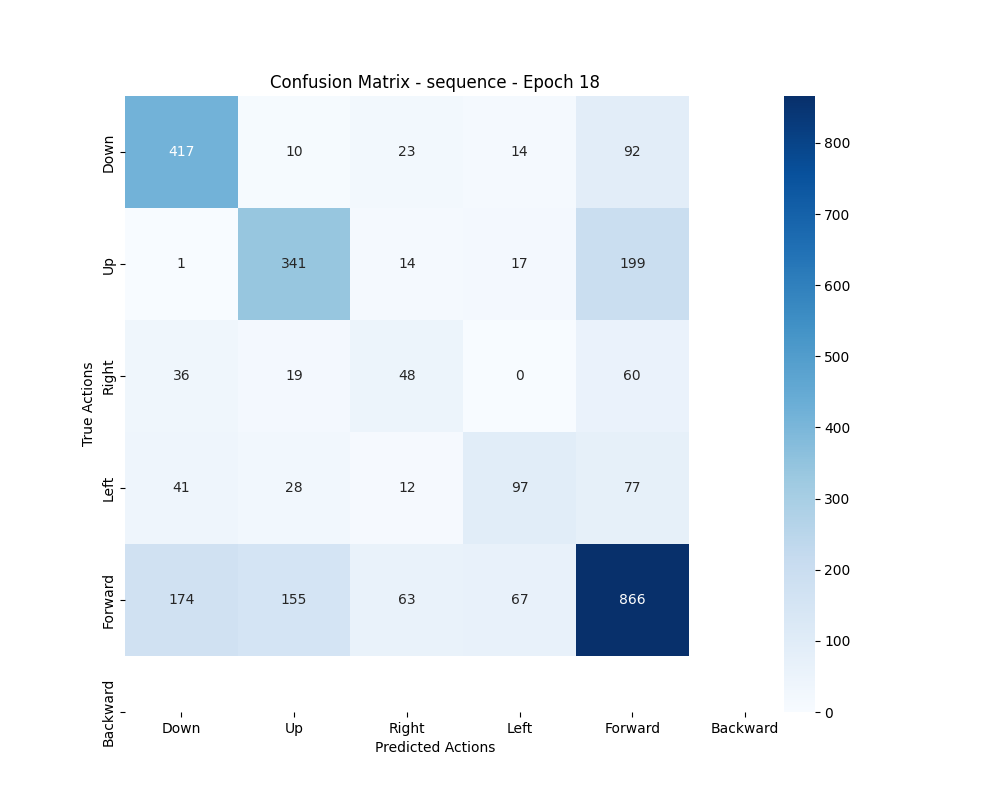 Confusion Matrix - sequence - Epoch 18
True Actions
Down 417 10 23 14 92
Up 1 341 14 17 199
Right 36 19 48 0 60
Left 41 28 12 97 77
Forward 174 155 63 67 866
Backward
Down Up Right Left Forward Backward
Predicted Actions
800
700
600
500
400
300
200
100
0